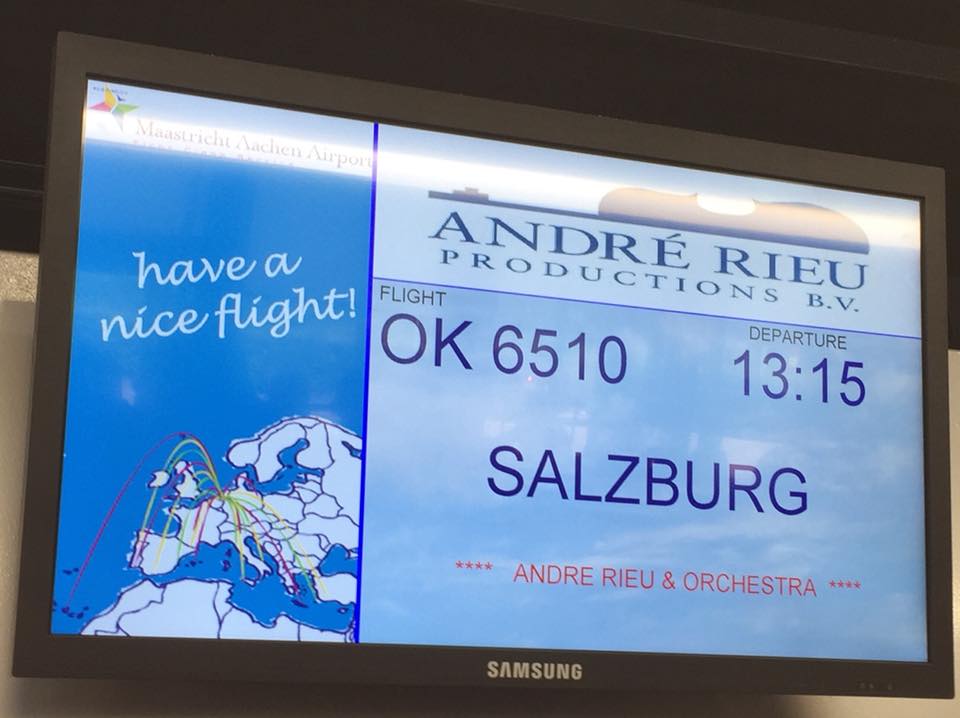 Maastricht Aachen Airport
have a
nice flight!
ANDRÉ RIEU
PRODUCTIONS B.V.
FLIGHT
DEPARTURE
OK 6510
13:15
SALZBURG
**** ANDRE RIEU & ORCHESTRA ****
SAMSUNG